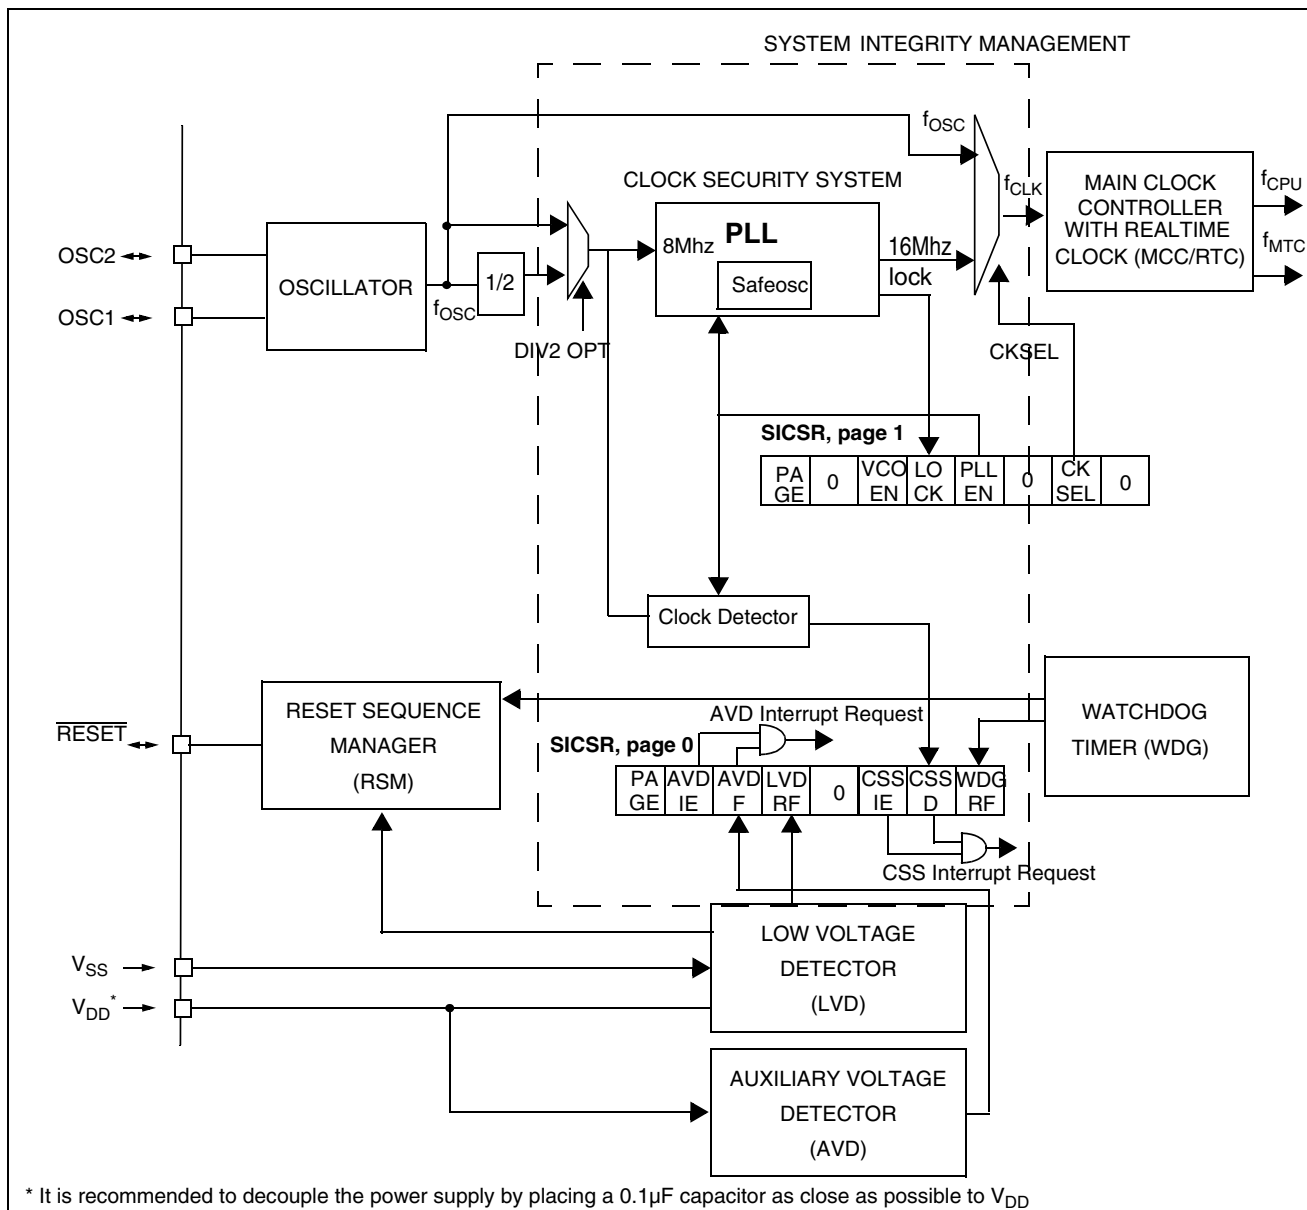 SYSTEM INTEGRITY MANAGEMENT
fOSC
CLOCK SECURITY SYSTEM
fCLK
MAIN CLOCK
CONTROLLER
WITH REALTIME
CLOCK (MCC/RTC)
fCPU
fMTC
OSC2
OSC1
OSCILLATOR
fOSC
1/2
8Mhz
PLL
Safeosc
16Mhz
lock
DIV2 OPT
CKSEL
SICSR, page 1
PA
GE
0
VCO
EN
LO
CK
PLL
EN
0
CK
SEL
0
Clock Detector
RESET
RESET SEQUENCE
MANAGER
(RSM)
AVD Interrupt Request
SICSR, page 0
WATCHDOG
TIMER (WDG)
PA
GE
AVD
IE
AVD
F
LVD
RF
0
CSS
IE
CSS
D
WDG
RF
CSS Interrupt Request
VSS
VDD*
LOW VOLTAGE
DETECTOR
(LVD)
AUXILIARY VOLTAGE
DETECTOR
(AVD)
* It is recommended to decouple the power supply by placing a 0.1µF capacitor as close as possible to VDD